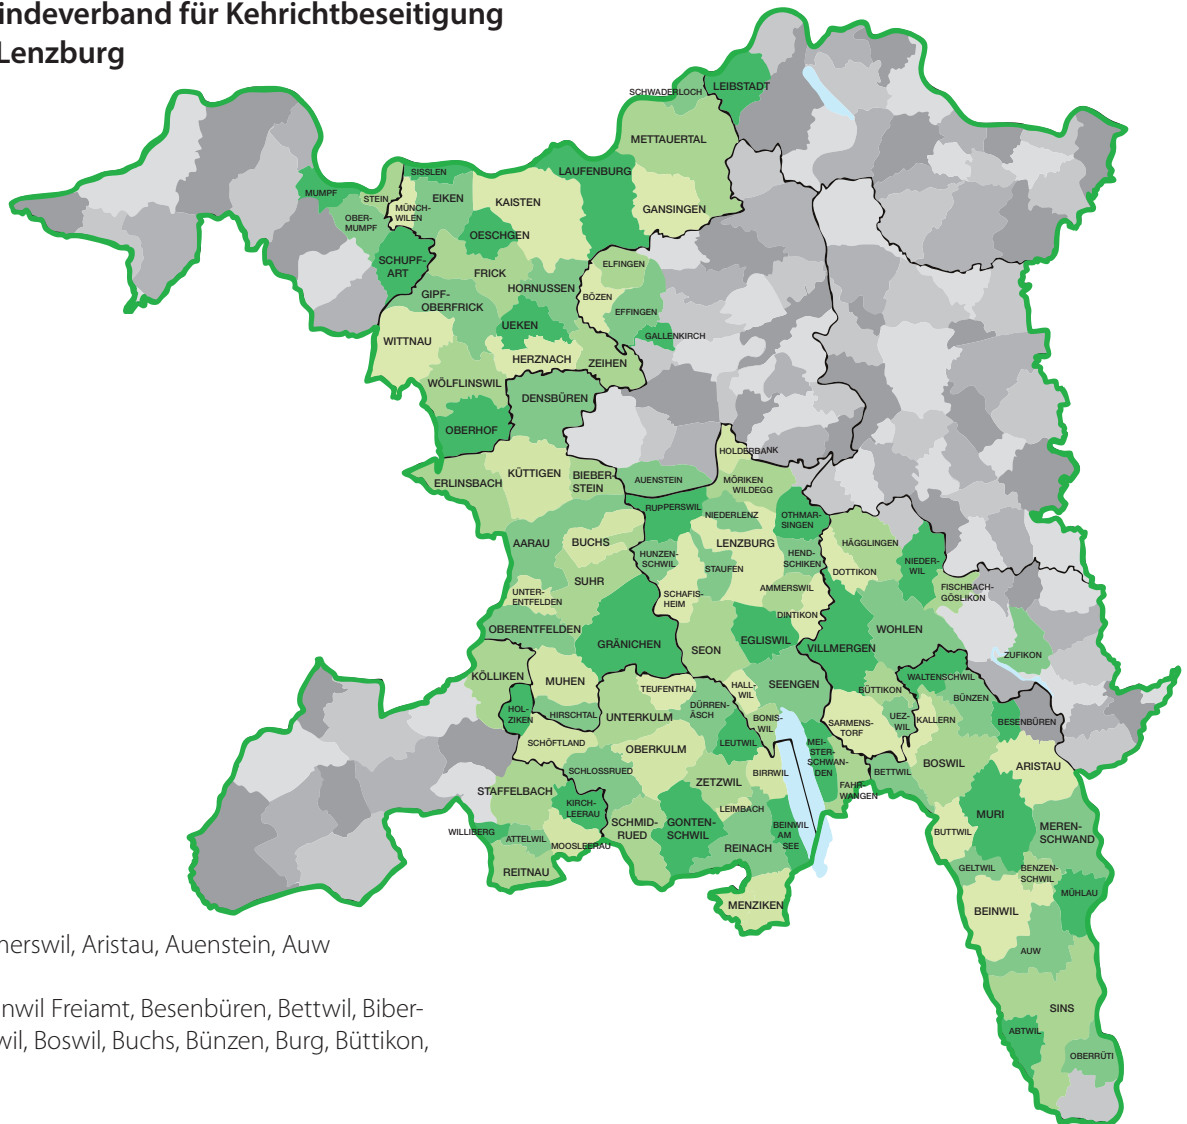 indeverband für Kehrichtbeseitigung
Lenzburg
SCHWADERLOCH
LEIBSTADT
METTAUERTAL
LAUFENBURG
SISSLEN
MUMPF
STEIN
EIKEN
KAISTEN
MÜNCH-
WILEN
GANSINGEN
OBER-
MUMPF
OESCHGEN
SCHUPF-
ART
FRICK
ELFINGEN
HORNUSSEN
GIPF-
OBERFRICK
BÖZEN
EFFINGEN
UEKEN
GALLENKIRCH
WITTNAU
HERZNACH
ZEIHEN
WÖLFLINSWIL
DENSBÜREN
OBERHOF
HOLDERBANK
KÜTTIGEN
ERLINSBACH
BIEBER-
STEIN
AUENSTEIN
MÖRIKEN
WILDEGG
RUPPERSWIL
NIEDERLENZ
OTHMAR-
SINGEN
AARAU
BUCHS
LENZBURG
HÄGGLINGEN
HUNZEN-
SCHWIL
HEND-
SCHIKEN
STAUFEN
DOTTIKON
NIEDER-
WIL
SUHR
UNTER-
ENTFELDEN
SCHAFIS-
HEIM
AMMERSWIL
FISCHBACH-
GÖSLIKON
DINTIKON
OBERENTFELDEN
GRÄNICHEN
EGLISWIL
VILLMERGEN
WOHLEN
SEON
ZUFIKON
KÖLLIKEN
MUHEN
TEUFENTHAL
HALL-
WIL
SEENGEN
WALTENSCHWIL
BÜTTIKON
BÜNZEN
HOL-
ZIKEN
HIRSCHTAL
UNTERKULM
DÜRREN-
ÄSCH
BONIS-
WIL
SARMENS-
TORF
UEZ-
WIL
KALLERN
BESENBÜREN
SCHÖFTLAND
OBERKULM
LEUTWIL
MEI-
STER-
SCHWAN-
DEN
BOSWIL
ARISTAU
SCHLOSSRUED
BIRRWIL
BETTWIL
STAFFELBACH
ZETZWIL
FAHR-
WANGEN
KIRCH-
LEERAU
LEIMBACH
SCHMID-
RUED
GONTEN-
SCHWIL
BEINWIL
AM
SEE
MURI
MEREN-
SCHWAND
WILLIBERG
ATTELWIL
MOOSLEERAU
REINACH
BUTTWIL
REITNAU
GELTWIL
BENZEN-
SCHWIL
MÜHLAU
MENZIKEN
BEINWIL
AUW
SINS
ABTWIL
OBERRÜTI
nerswil, Aristau, Auenstein, Auw
nwil Freiamt, Besenbüren, Bettwil, Biber-
wil, Boswil, Buchs, Bünzen, Burg, Büttikon,